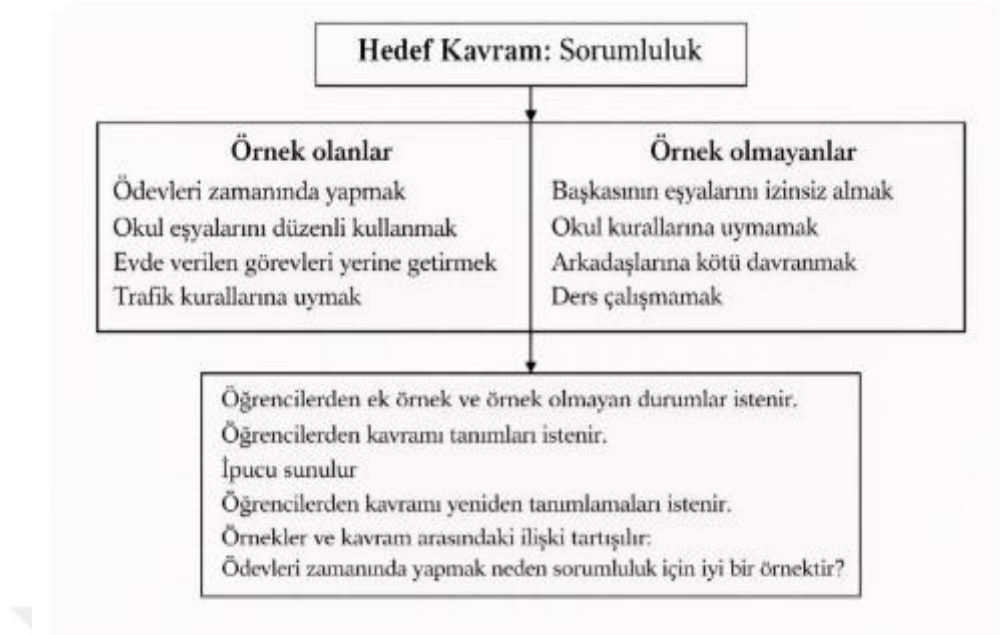 Hedef Kavram: Sorumluluk
Örnek olanlar
Ödevleri zamanında yapmak
Okul eşyalarını düzenli kullanmak
Evde verilen görevleri yerine getirmek
Trafik kurallarına uymak
Örnek olmayanlar
Başkasının eşyalarını izinsiz almak
Okul kurallarına uymamak
Arkadaşlarına kötü davranmak
Ders çalışmamak
Öğrencilerden ek örnek ve örnek olmayan durumlar istenir.
Öğrencilerden kavramı tanımları istenir.
İpucu sunulur
Öğrencilerden kavramı yeniden tanımlamaları istenir.
Örnekler ve kavram arasındaki ilişki tartışılır:
Ödevleri zamanında yapmak neden sorumluluk için iyi bir örnektir?